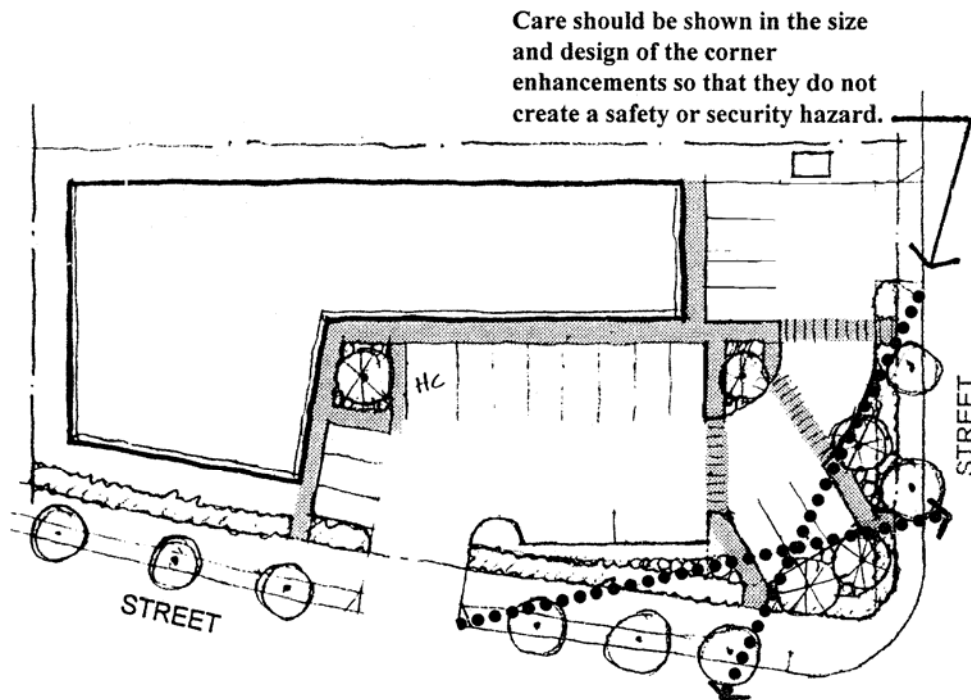 Care should be shown in the size
and design of the corner
enhancements so that they do not
create a safety or security hazard.
HC
STREET
STREET